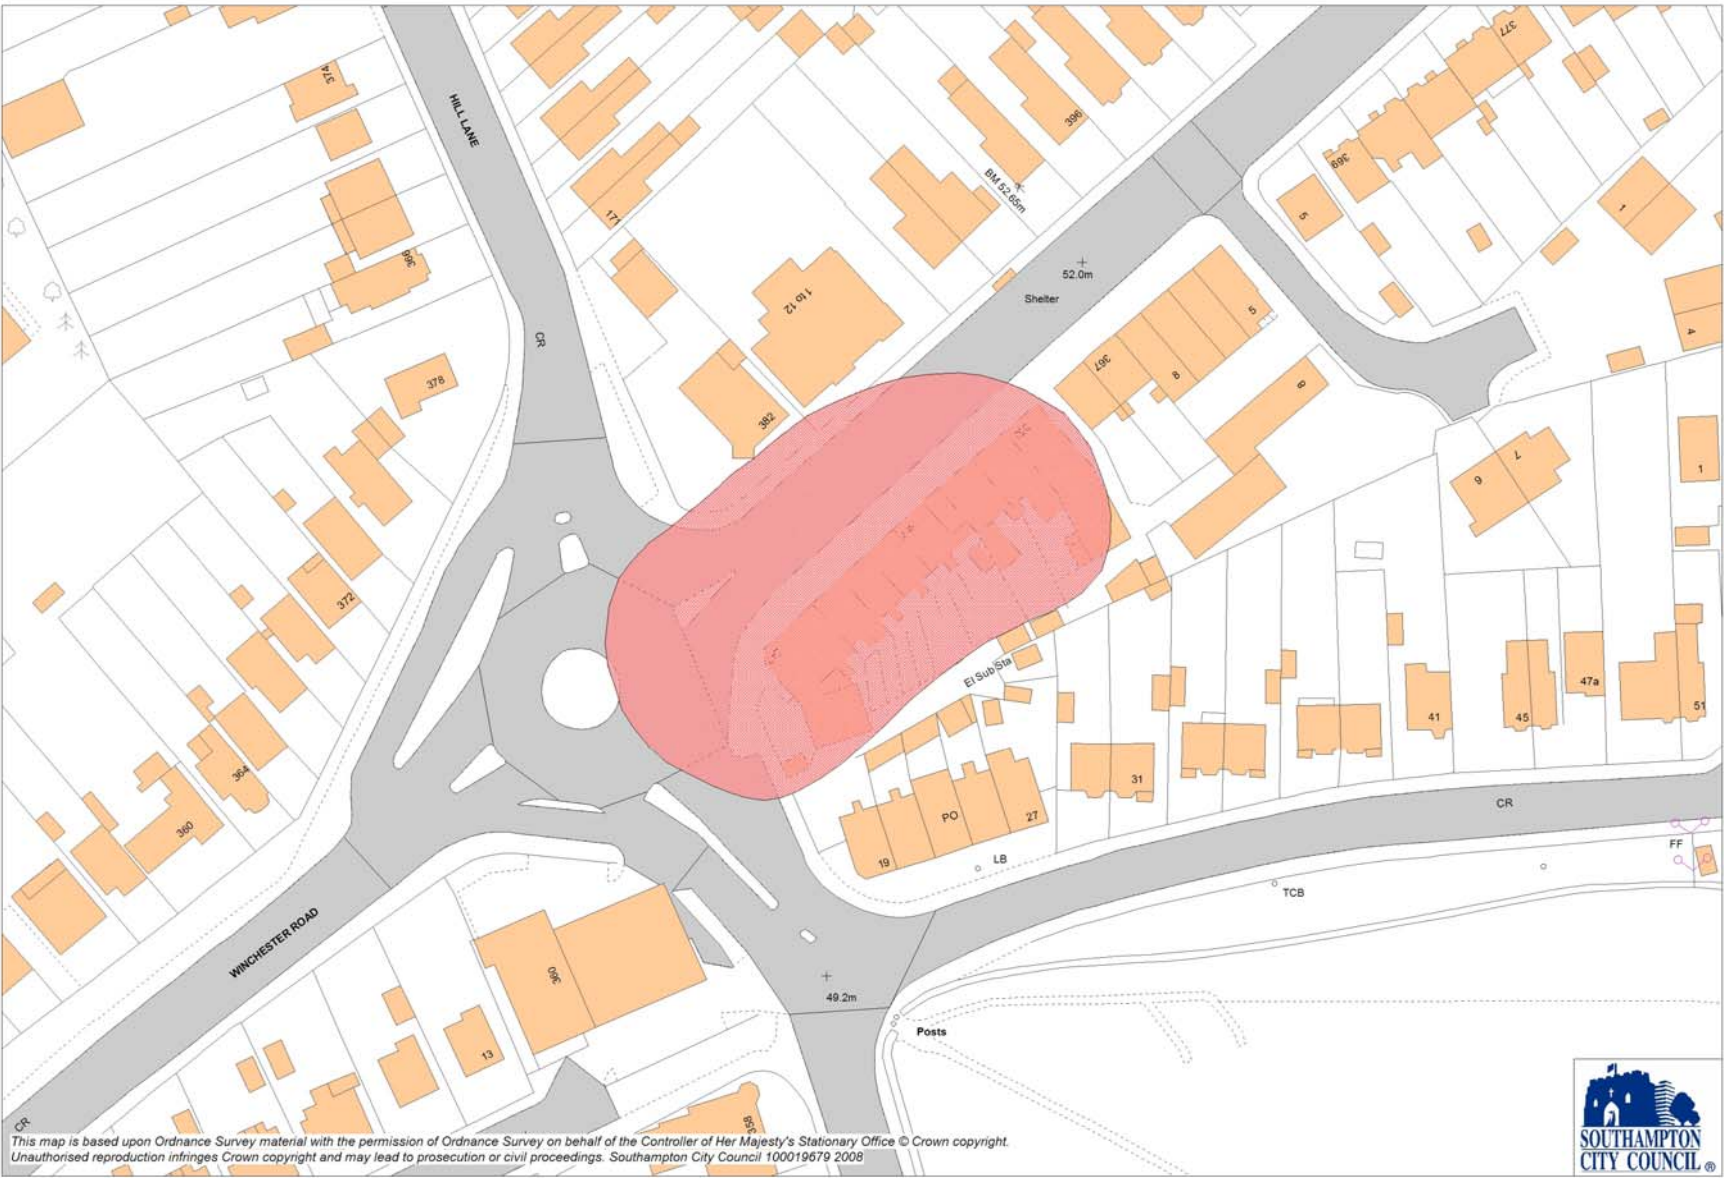 377
374
HILL LANE
396
369
BM 52.65m
171
5
1
366
52.0m
Shelter
1 to 12
5
4
CR
367
8
378
8
382
7
9
1
372
El Sub Sta
47a
51
41
45
31
364
PO
27
360
19
LB
CR
FF
TCB
WINCHESTER ROAD
360
49.2m
Posts
13
CR
358
This map is based upon Ordnance Survey material with the permission of Ordnance Survey on behalf of the Controller of Her Majesty's Stationary Office © Crown copyright.
Unauthorised reproduction infringes Crown copyright and may lead to prosecution or civil proceedings. Southampton City Council 100019679 2008
SOUTHAMPTON
CITY COUNCIL ®